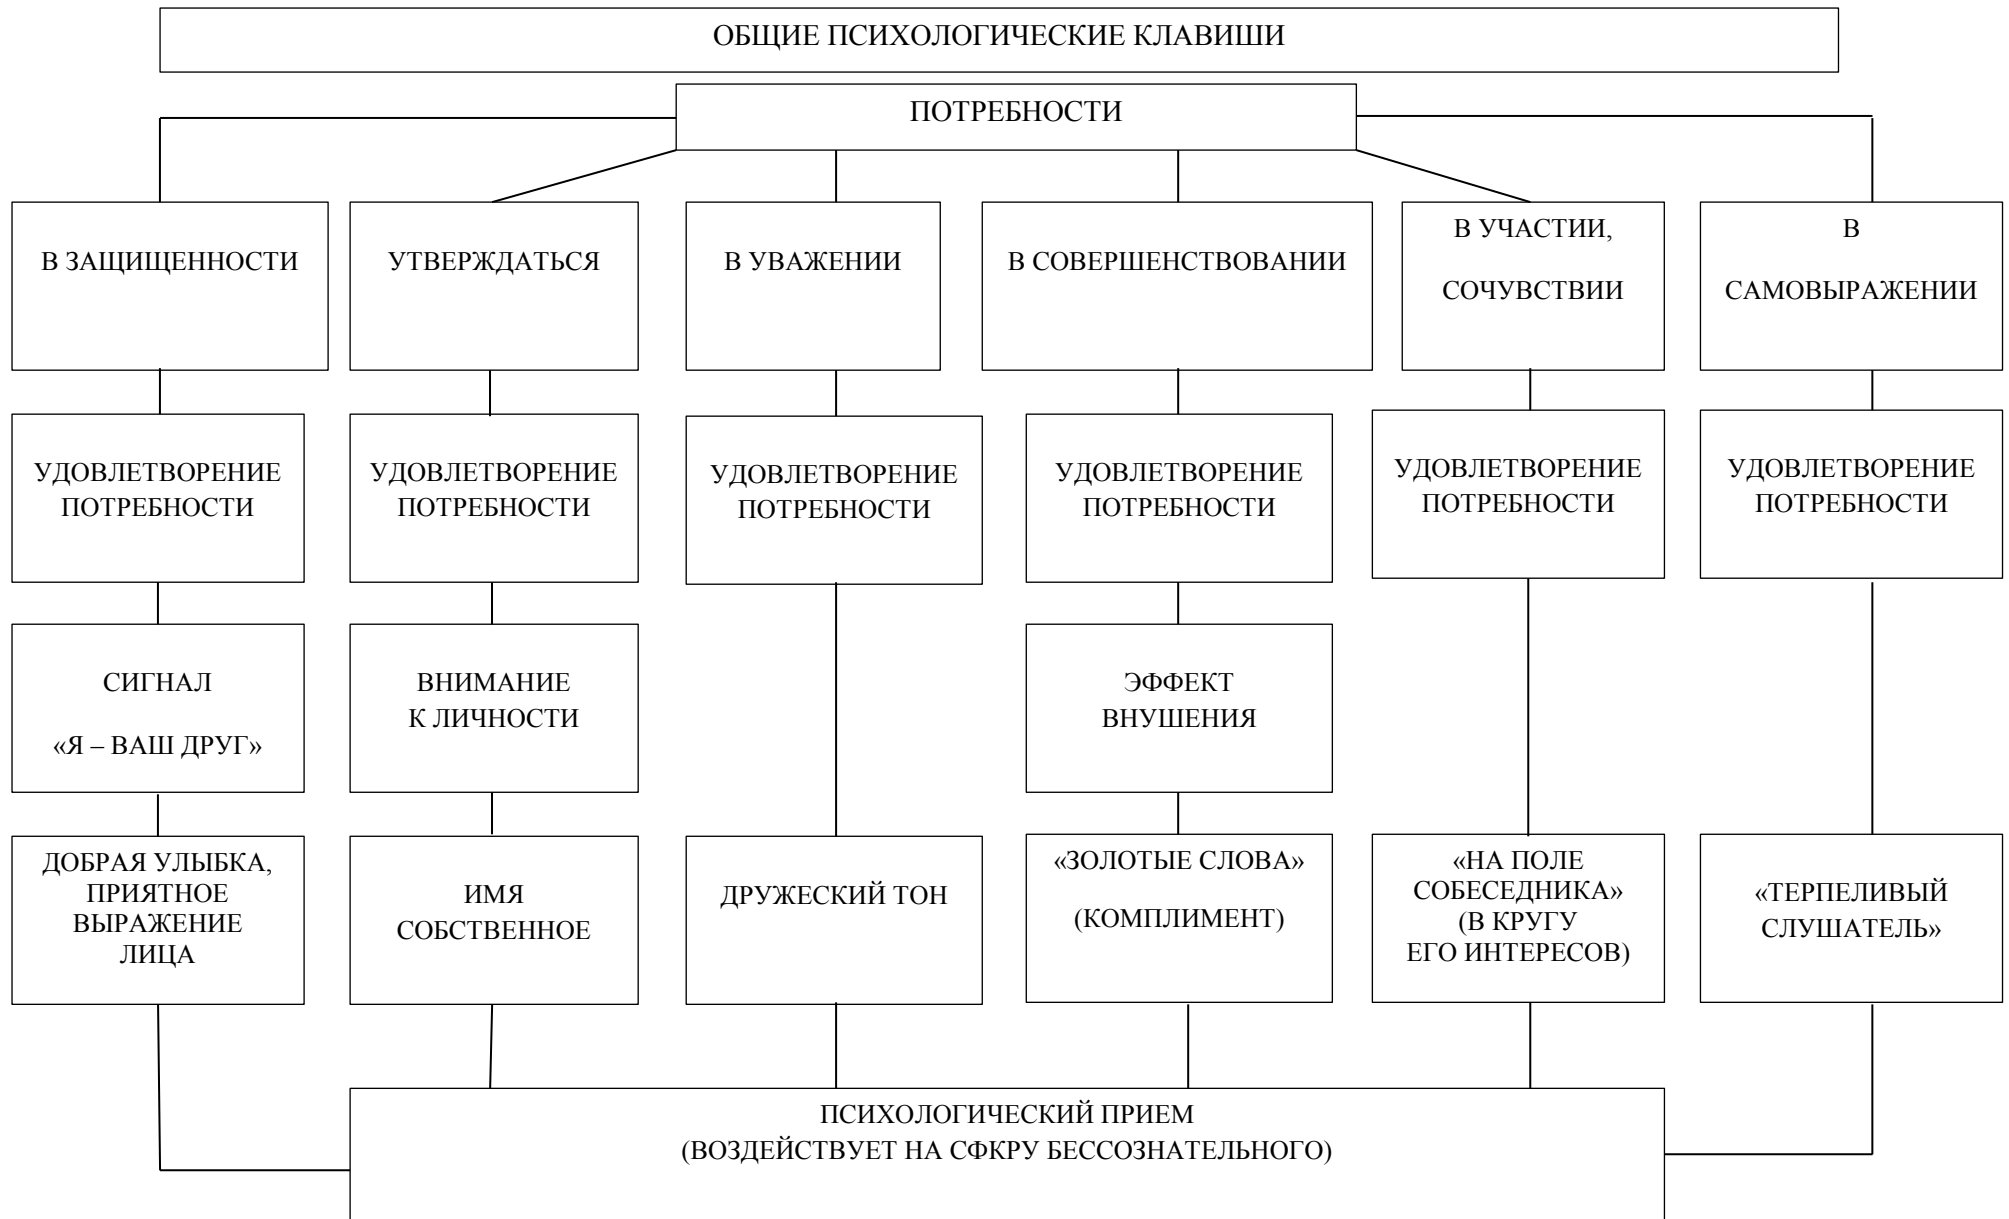 ОБЩИЕ ПСИХОЛОГИЧЕСКИЕ КЛАВИШИ
ПОТРЕБНОСТИ
В ЗАЩИЩЕННОСТИ
УТВЕРЖДАТЬСЯ
В УВАЖЕНИИ
В СОВЕРШЕНСТВОВАНИИ
В УЧАСТИИ,
СОЧУВСТВИИ
В
САМОВЫРАЖЕНИИ
УДОВЛЕТВОРЕНИЕ
ПОТРЕБНОСТИ
УДОВЛЕТВОРЕНИЕ
ПОТРЕБНОСТИ
УДОВЛЕТВОРЕНИЕ
ПОТРЕБНОСТИ
УДОВЛЕТВОРЕНИЕ
ПОТРЕБНОСТИ
УДОВЛЕТВОРЕНИЕ
ПОТРЕБНОСТИ
УДОВЛЕТВОРЕНИЕ
ПОТРЕБНОСТИ
СИГНАЛ
«Я – ВАШ ДРУГ»
ВНИМАНИЕ
К ЛИЧНОСТИ
ЭФФЕКТ
ВНУШЕНИЯ
ДОБРАЯ УЛЫБКА,
ПРИЯТНОЕ
ВЫРАЖЕНИЕ
ЛИЦА
ИМЯ
СОБСТВЕННОЕ
ДРУЖЕСКИЙ ТОН
«ЗОЛОТЫЕ СЛОВА»
(КОМПЛИМЕНТ)
«НА ПОЛЕ
СОБЕСЕДНИКА»
(В КРУГУ
ЕГО ИНТЕРЕСОВ)
«ТЕРПЕЛИВЫЙ
СЛУШАТЕЛЬ»
ПСИХОЛОГИЧЕСКИЙ ПРИЕМ
(ВОЗДЕЙСТВУЕТ НА СФКРУ БЕССОЗНАТЕЛЬНОГО)